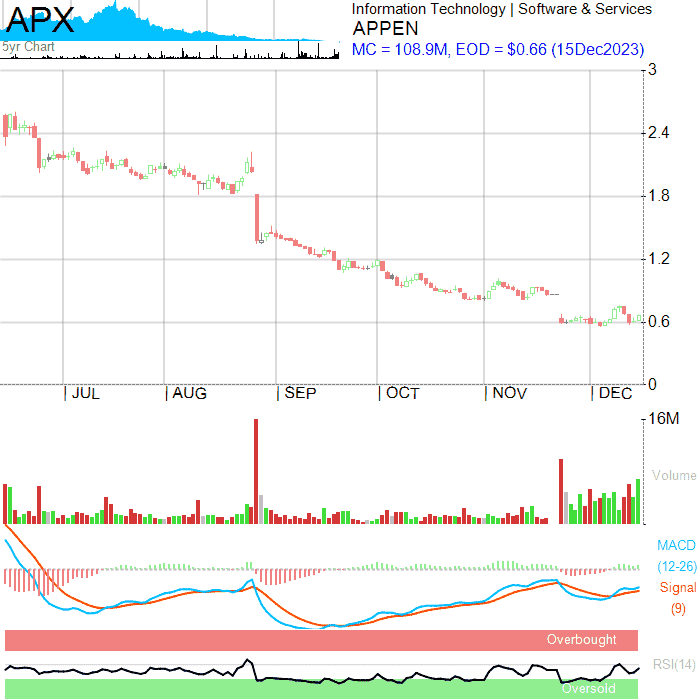 APX
5yr Chart
Information Technology | Software & Services
APPEN
MC = 108.9M, EOD = $0.66 (15Dec2023)
3
2.4
1.8
1.2
0.6
0
| JUL | AUG | SEP | OCT | NOV | DEC
16M
Volume
MACD
(12-26)
Signal
(9)
Overbought
RSI(14)
Oversold